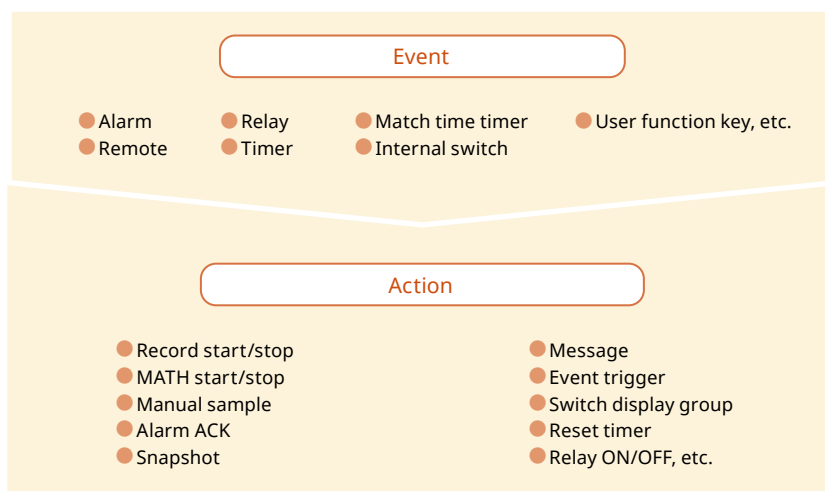 Event
Alarm
Relay
Match time timer
User function key, etc.
Remote
Timer
Internal switch
Action
Record start/stop
MATH start/stop
Manual sample
Alarm ACK
Snapshot
Message
Event trigger
Switch display group
Reset timer
Relay ON/OFF, etc.